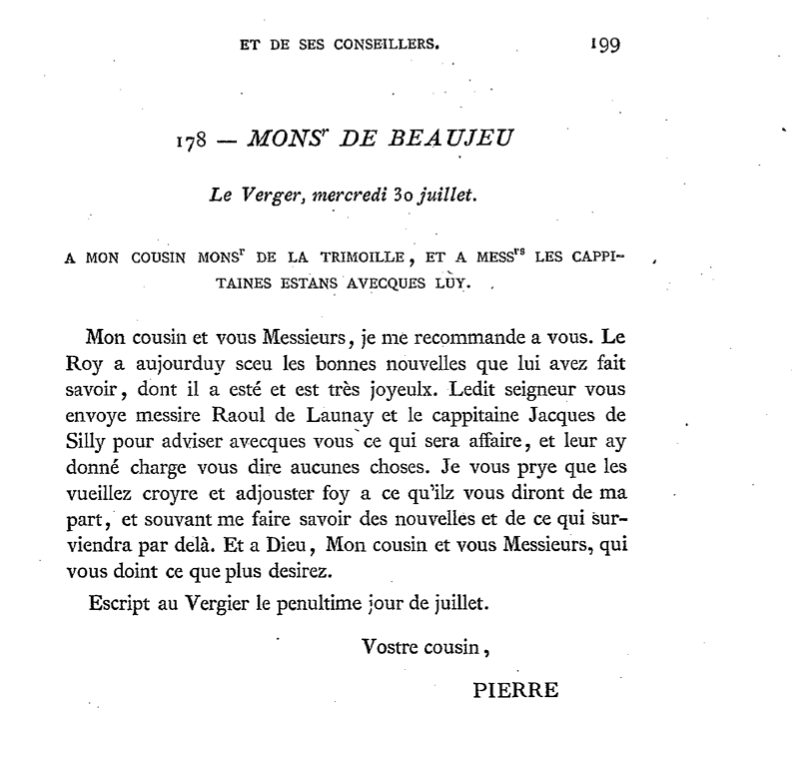 ET DE SES CONSEILLERS. 199
178 — MONSʳ DE BEAUJEU
Le Verger, mercredi 30 juillet.
A MON COUSIN MONSʳ DE LA TRIMOILLE, ET A MESSʳˢ LES CAPPI-
TAINES ESTANS AVECQUES LUY.
Mon cousin et vous Messieurs, je me recommande a vous. Le
Roy a aujourduy sceu les bonnes nouvelles que lui avez fait
savoir, dont il a esté et est très joyeulx. Ledit seigneur vous
envoye messire Raoul de Launay et le cappitaine Jacques de
Silly pour adviser avecques vous ce qui sera affaire, et leur ay
donné charge vous dire aucunes choses. Je vous prye que les
vueillez croyre et adjouster foy a ce qu'ilz vous diront de ma
part, et souvant me faire savoir des nouvelles et de ce qui sur-
viendra par delà. Et a Dieu, Mon cousin et vous Messieurs, qui
vous doint ce que plus desirez.
Escript au Vergier le penultime jour de juillet.
Vostre cousin,
PIERRE